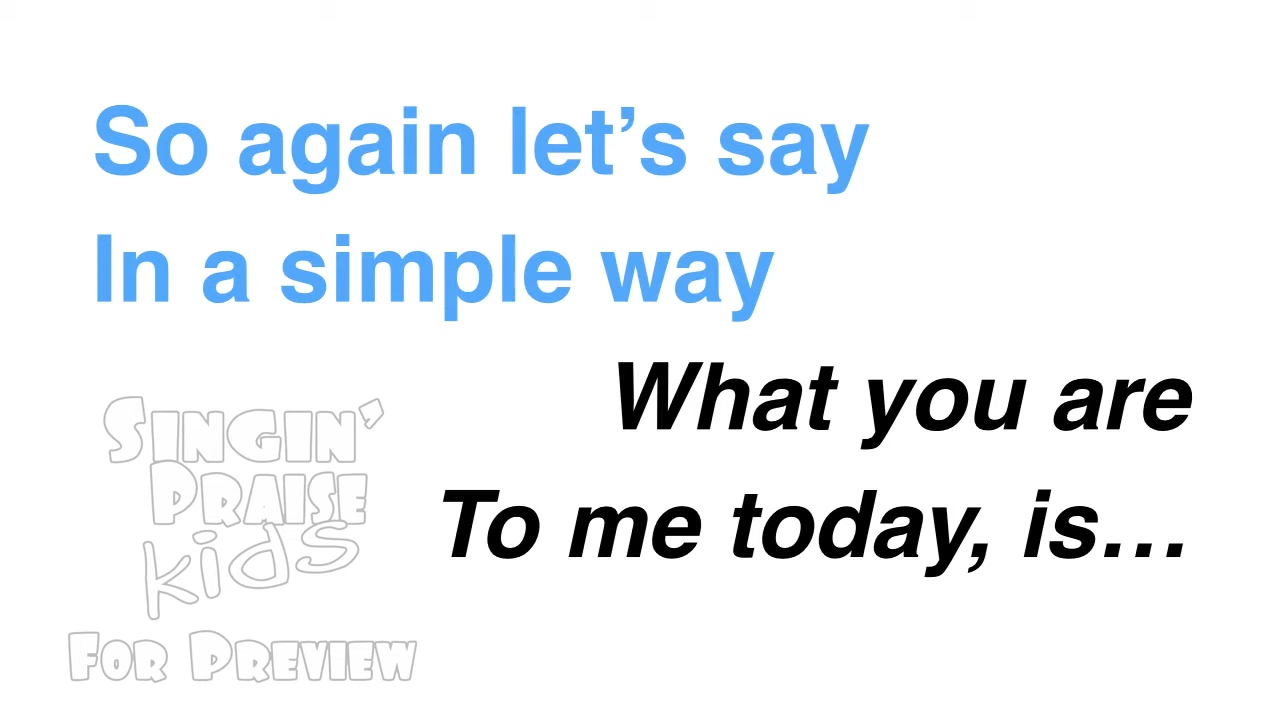 So again let’s say
In a simple way
What you are
To me today, is…
SINGIN’
PRAISE
kids
FOR PREVIEW